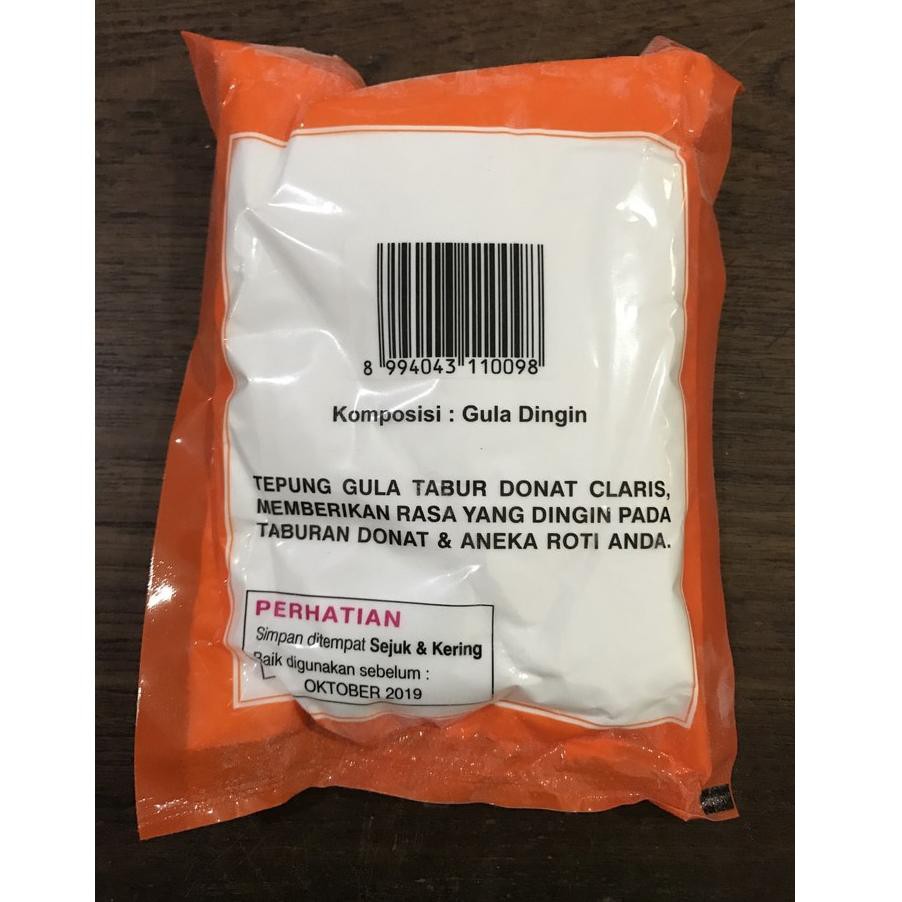 8 994043 110098
Komposisi : Gula Dingin
TEPUNG GULA TABUR DONAT CLARIS,
MEMBERIKAN RASA YANG DINGIN PADA
TABURAN DONAT & ANEKA ROTI ANDA.
PERHATIAN
Simpan ditempat Sejuk & Kering
Baik digunakan sebelum :
OKTOBER 2019